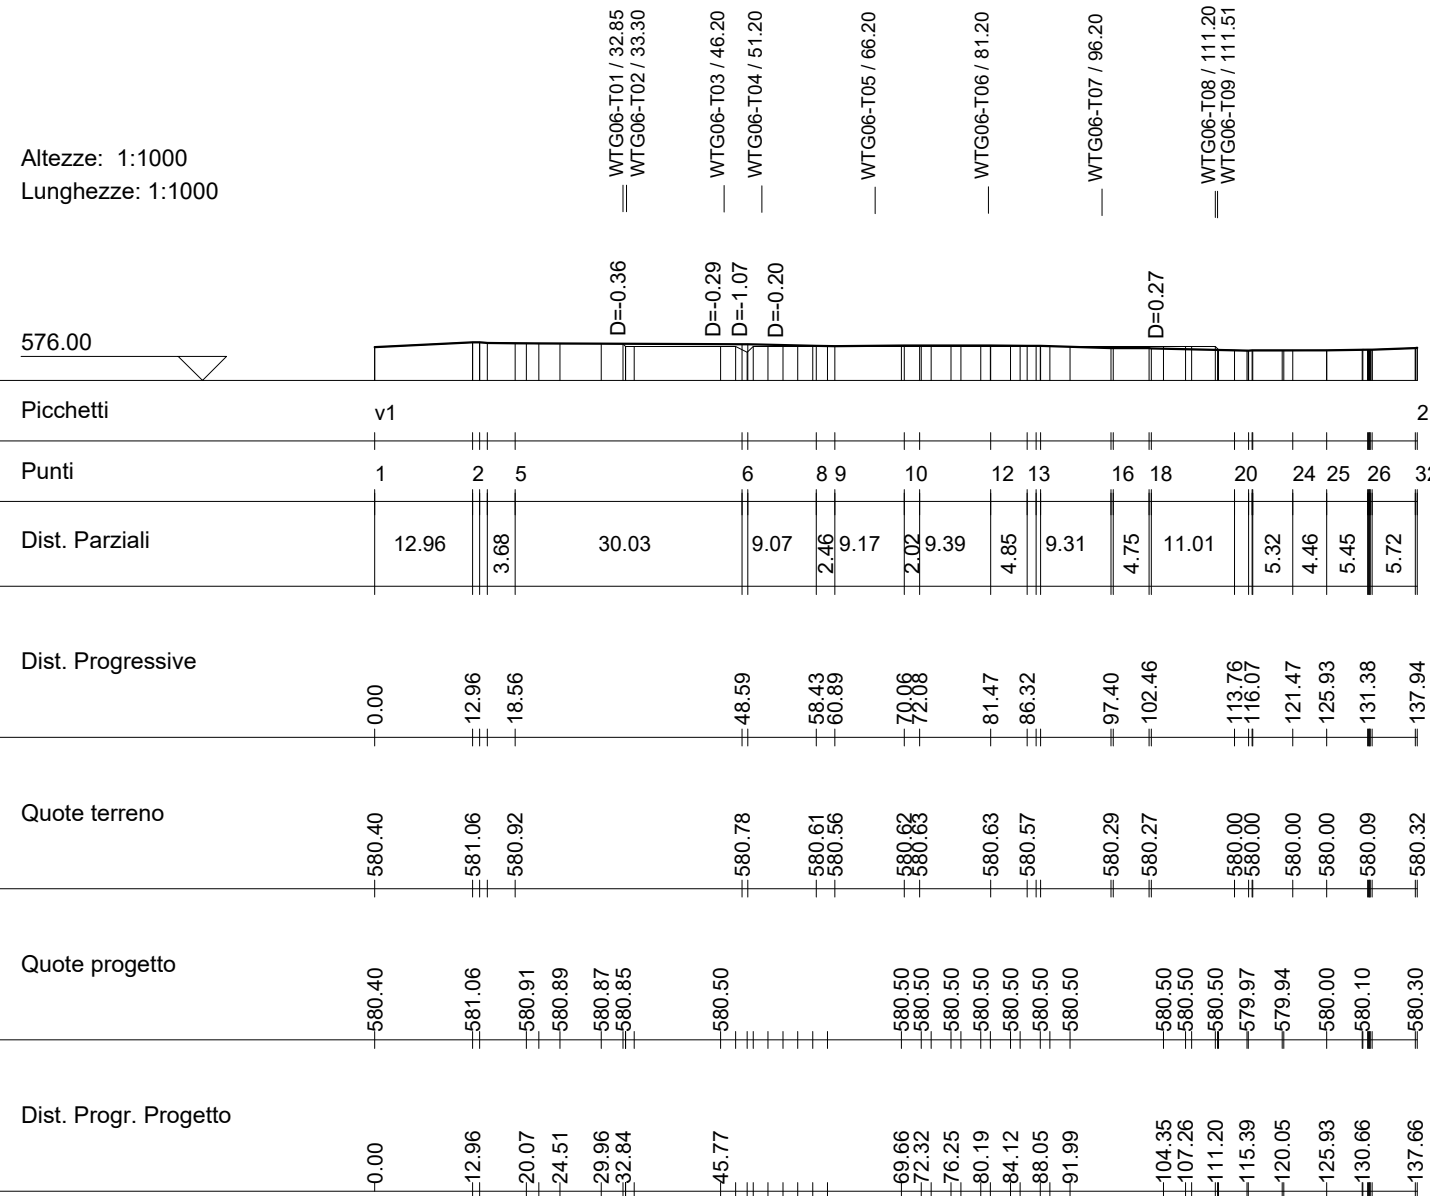 WTG06-T01 / 32.85
WTG06-T02 / 33.30
WTG06-T03 / 46.20
WTG06-T04 / 51.20
WTG06-T05 / 66.20
WTG06-T06 / 81.20
WTG06-T07 / 96.20
WTG06-T08 / 111.20
WTG06-T09 / 111.51
Altezze: 1:1000
Lunghezze: 1:1000
D=-0.36
D=-0.29
D=-1.07
D=-0.20
D=0.27
576.00
Picchetti v1 2
Punti 1 2 5 6 8 9 10 12 13 16 18 20 24 25 26 32
Dist. Parziali 12.96 3.68 30.03 9.07 2.46 9.17 2.02 9.39 4.85 9.31 4.75 11.01 5.32 4.46 5.45 5.72
Dist. Progressive 0.00 12.96 18.56 48.59 58.43 60.89 70.06 72.08 81.47 86.32 97.40 102.46 113.76 116.07 121.47 125.93 131.38 137.94
Quote terreno 580.40 581.06 580.92 580.78 580.61 580.56 580.62 580.63 580.63 580.57 580.29 580.27 580.00 580.00 580.00 580.00 580.09 580.32
Quote progetto 580.40 581.06 580.91 580.89 580.87 580.85 580.50 580.50 580.50 580.50 580.50 580.50 580.50 580.50 580.50 580.50 580.50 579.97 579.94 580.00 580.10 580.30
Dist. Progr. Progetto 0.00 12.96 20.07 24.51 29.96 32.84 45.77 69.66 72.32 76.25 80.19 84.12 88.05 91.99 104.35 107.26 111.20 115.39 120.05 125.93 130.66 137.66